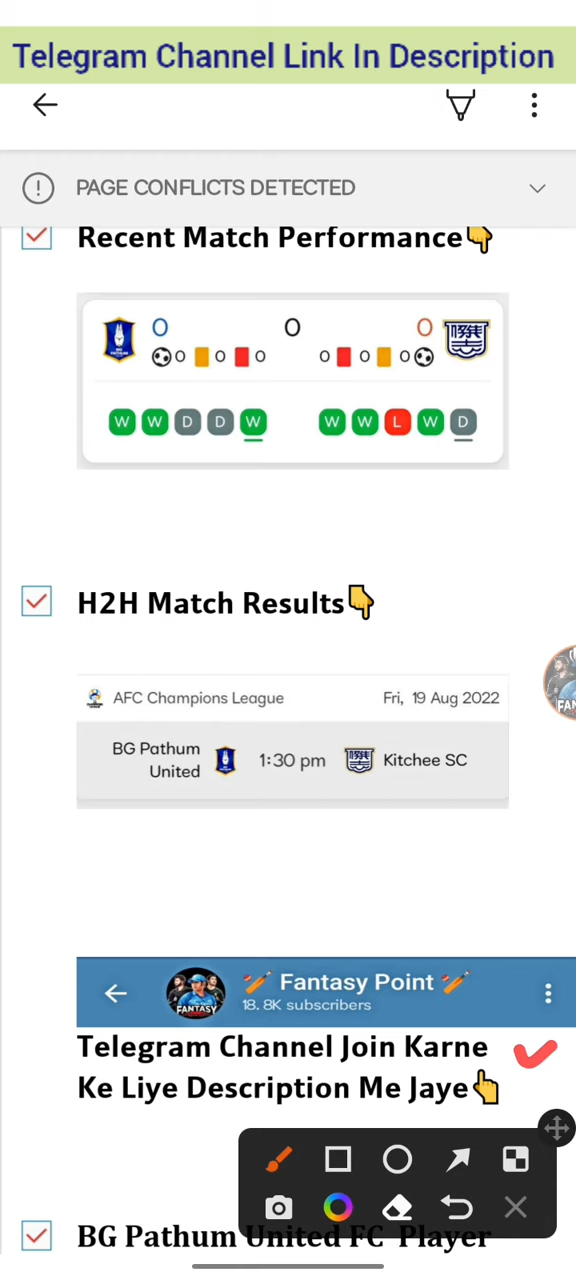 Telegram Channel Link In Description
PAGE CONFLICTS DETECTED
Recent Match Performance👇
0 0 0
0 0 0 0 0 0
W W D D W W W L W D
H2H Match Results👇
AFC Champions League Fri, 19 Aug 2022
BG Pathum
United 1:30 pm Kitchee SC
🏏 Fantasy Point 🏏
18.8K subscribers
FANTASY
Telegram Channel Join Karne
Ke Liye Description Me Jaye👆
BG Pathum United FC Player